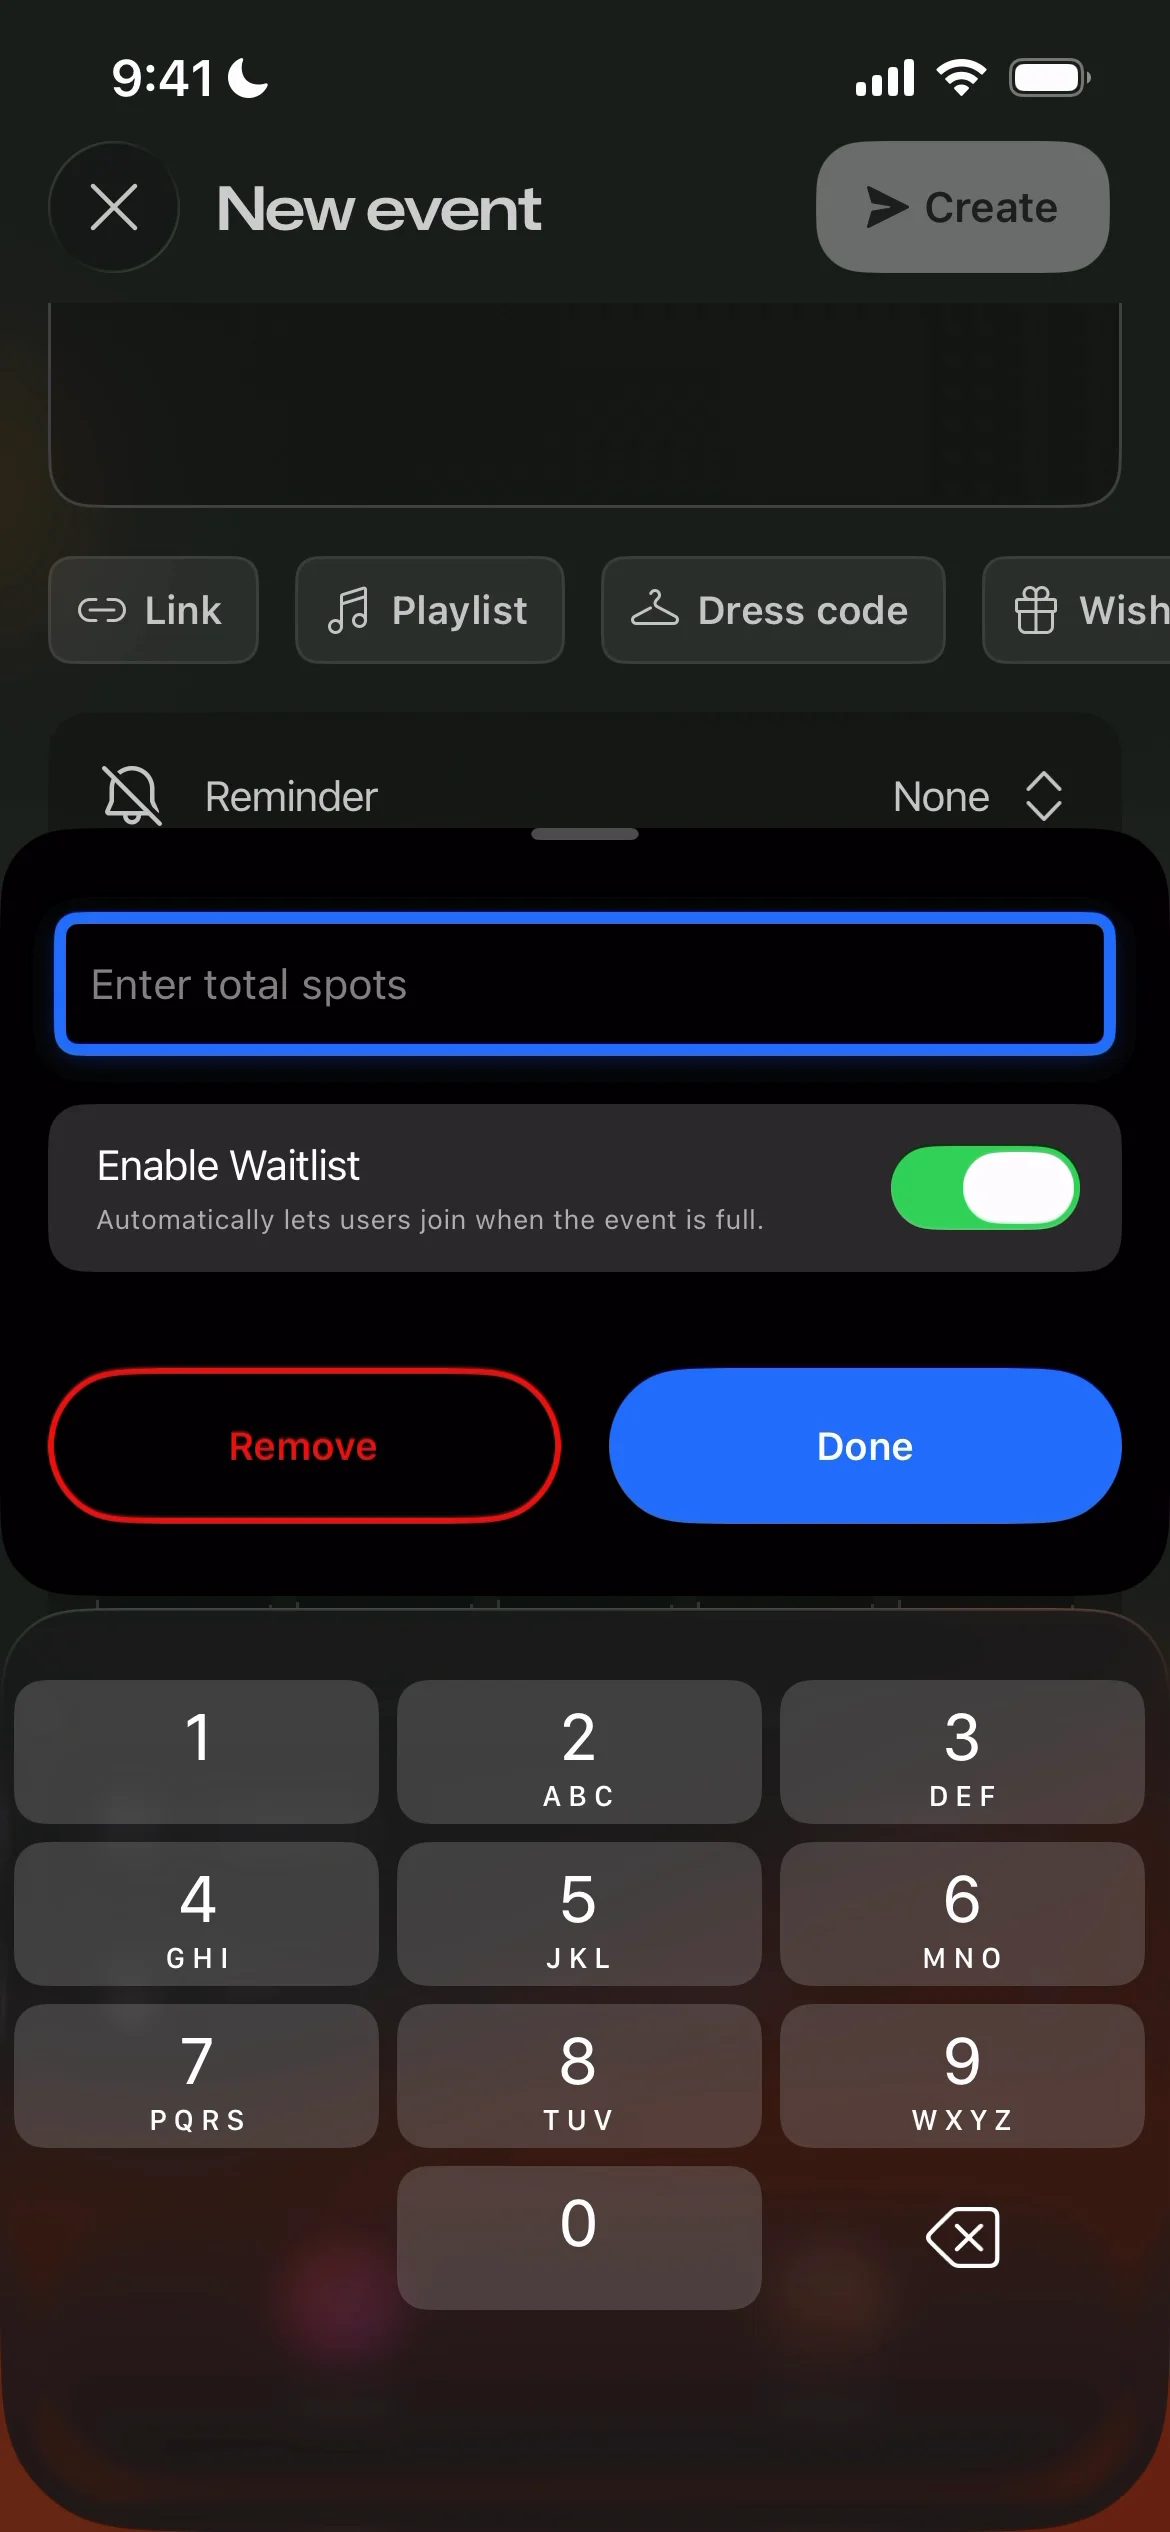 9:41
New event
Create
Link
Playlist
Dress code
Wish
Reminder
None
Enter total spots
Enable Waitlist
Automatically lets users join when the event is full.
Remove
Done
1
2
ABC
3
DEF
4
GHI
5
JKL
6
MNO
7
PQRS
8
TUV
9
WXYZ
0